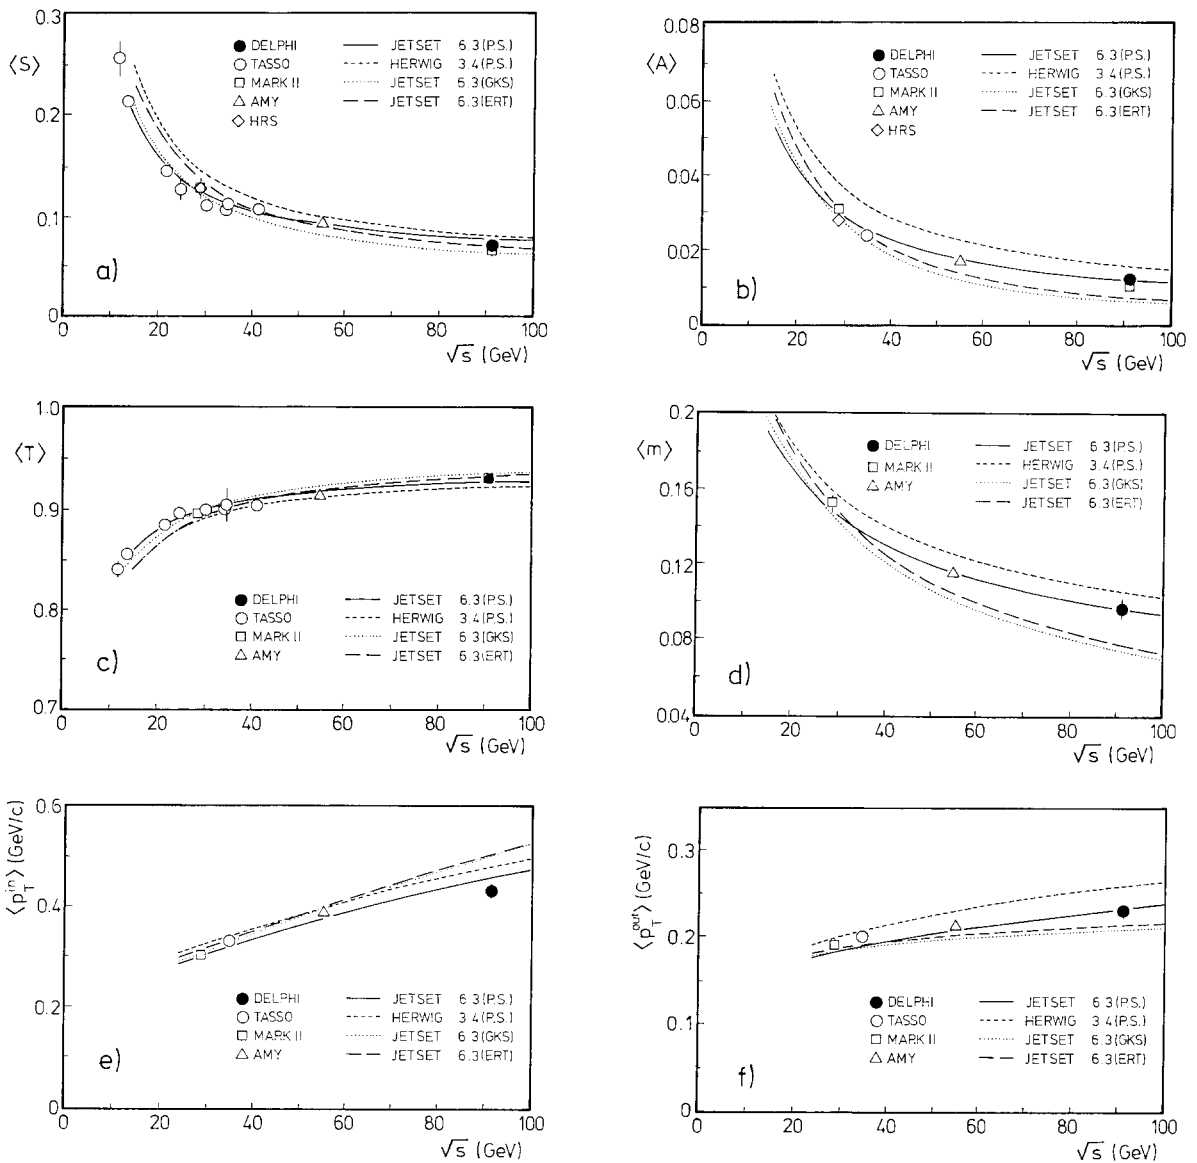 0.3
⟨S⟩
0.2
0.1
0
DELPHI JETSET 6.3(P.S.)
TASSO HERWIG 3.4(P.S.)
MARK II JETSET 6.3(GKS)
AMY JETSET 6.3(ERT)
HRS
a)
0 20 40 60 80 100
√s (GeV)
0.08
⟨A⟩
0.06
0.04
0.02
0
DELPHI JETSET 6.3(P.S.)
TASSO HERWIG 3.4(P.S.)
MARK II JETSET 6.3(GKS)
AMY JETSET 6.3(ERT)
HRS
b)
0 20 40 60 80 100
√s (GeV)
1.0
⟨T⟩
0.9
0.8
0.7
DELPHI JETSET 6.3(P.S.)
TASSO HERWIG 3.4(P.S.)
MARK II JETSET 6.3(GKS)
AMY JETSET 6.3(ERT)
c)
0 20 40 60 80 100
√s (GeV)
0.2
⟨m⟩
0.16
0.12
0.08
0.04
DELPHI JETSET 6.3(P.S.)
MARK II HERWIG 3.4(P.S.)
AMY JETSET 6.3(GKS)
JETSET 6.3(ERT)
d)
0 20 40 60 80 100
√s (GeV)
0.6
⟨p_T^in⟩ (GeV/c)
0.4
0.2
0
DELPHI JETSET 6.3(P.S.)
TASSO HERWIG 3.4(P.S.)
MARK II JETSET 6.3(GKS)
AMY JETSET 6.3(ERT)
e)
0 20 40 60 80 100
√s (GeV)
0.3
⟨p_T^out⟩ (GeV/c)
0.2
0.1
0
DELPHI JETSET 6.3(P.S.)
TASSO HERWIG 3.4(P.S.)
MARK II JETSET 6.3(GKS)
AMY JETSET 6.3(ERT)
f)
0 20 40 60 80 100
√s (GeV)